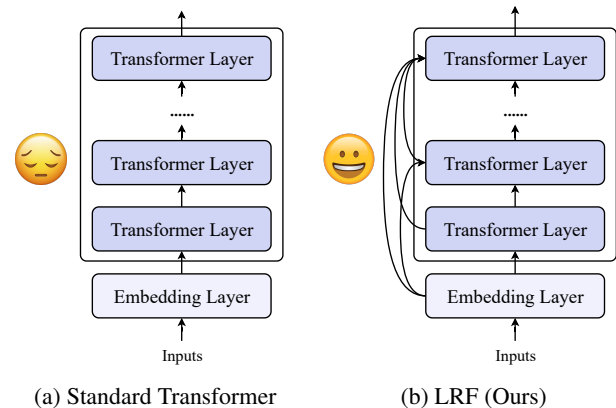 Transformer Layer
......
Transformer Layer
Transformer Layer
Embedding Layer
Inputs
(a) Standard Transformer
Transformer Layer
......
Transformer Layer
Transformer Layer
Embedding Layer
Inputs
(b) LRF (Ours)